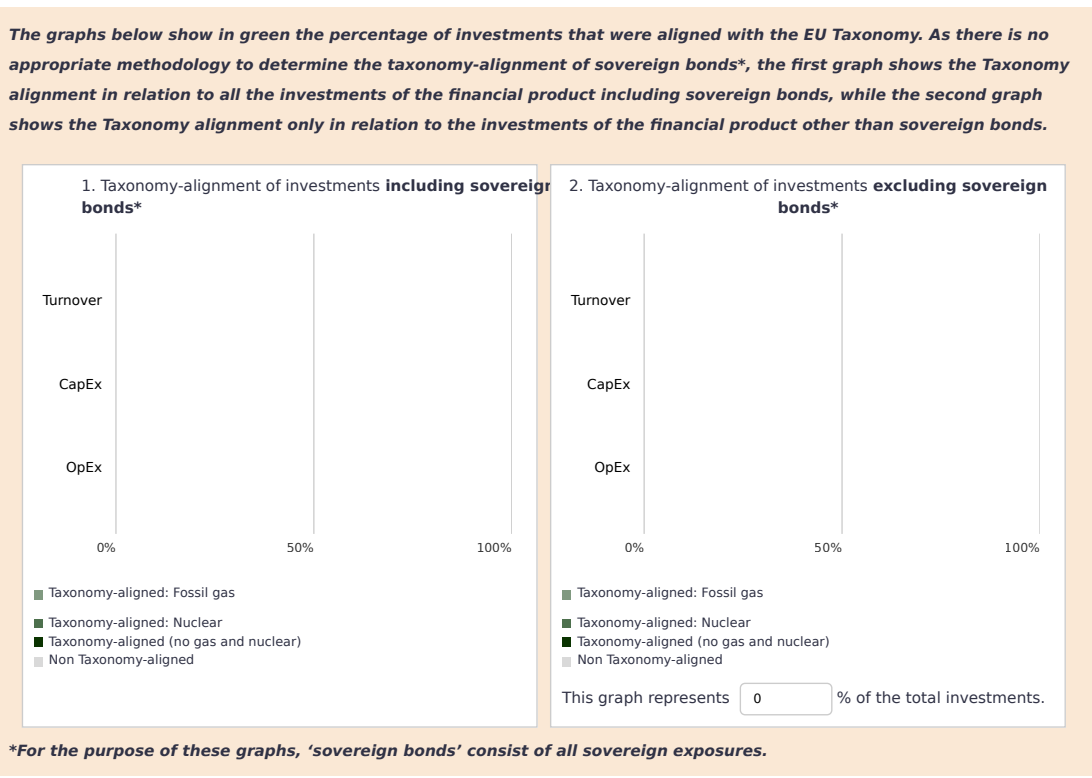 The graphs below show in green the percentage of investments that were aligned with the EU Taxonomy. As there is no
appropriate methodology to determine the taxonomy-alignment of sovereign bonds*, the first graph shows the Taxonomy
alignment in relation to all the investments of the financial product including sovereign bonds, while the second graph
shows the Taxonomy alignment only in relation to the investments of the financial product other than sovereign bonds.
1. Taxonomy-alignment of investments including sovereign
bonds*
Turnover
CapEx
OpEx
0% 50% 100%
Taxonomy-aligned: Fossil gas
Taxonomy-aligned: Nuclear
Taxonomy-aligned (no gas and nuclear)
Non Taxonomy-aligned
2. Taxonomy-alignment of investments excluding sovereign
bonds*
Turnover
CapEx
OpEx
0% 50% 100%
Taxonomy-aligned: Fossil gas
Taxonomy-aligned: Nuclear
Taxonomy-aligned (no gas and nuclear)
Non Taxonomy-aligned
This graph represents 0 % of the total investments.
*For the purpose of these graphs, ‘sovereign bonds’ consist of all sovereign exposures.